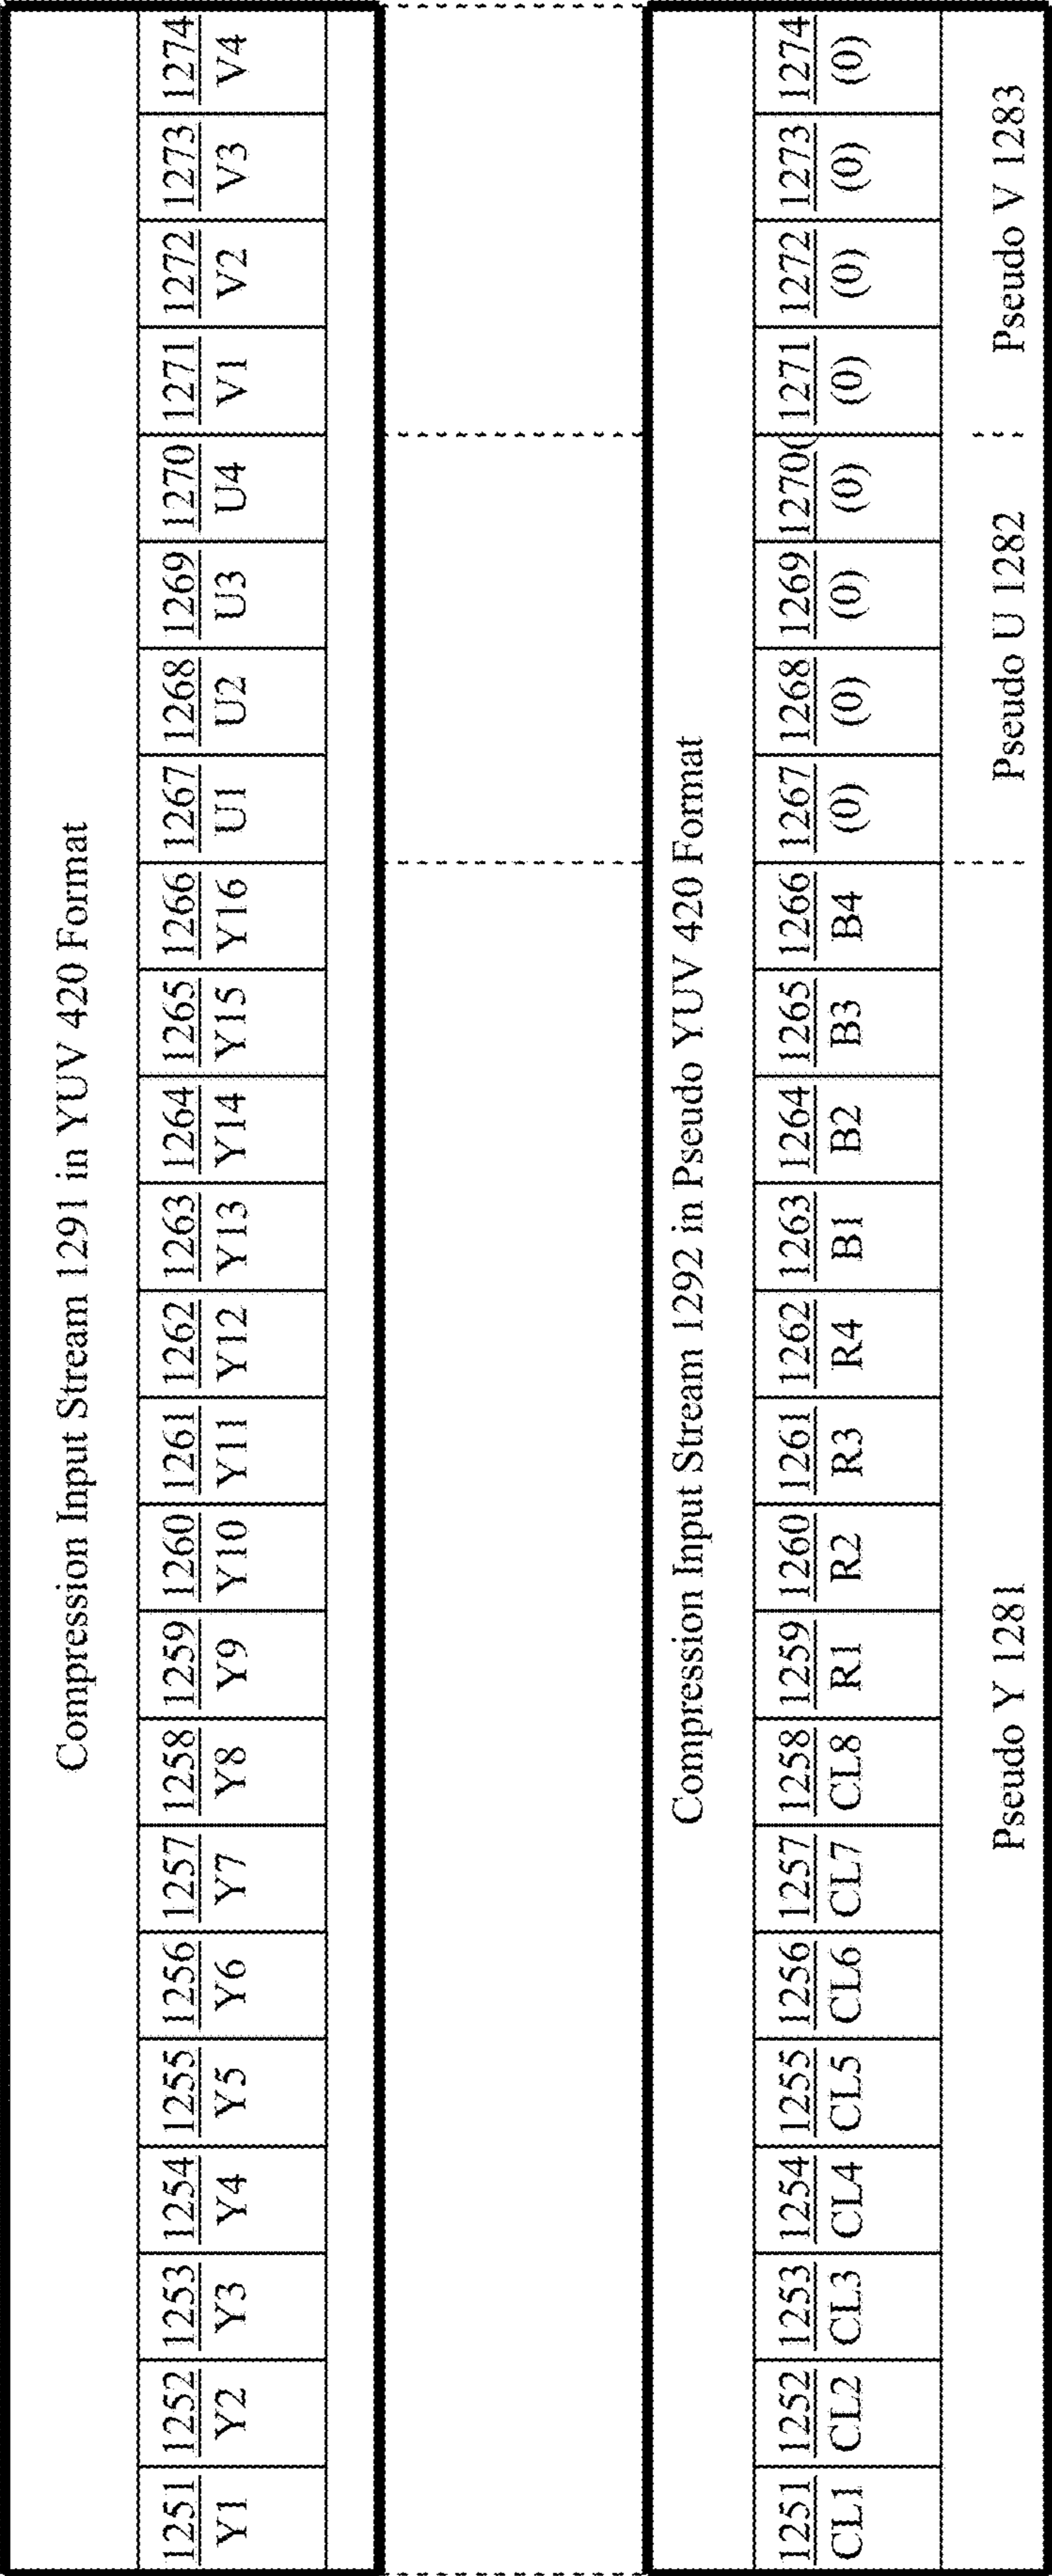 Compression Input Stream 1291 in YUV 420 Format
1251 1252 1253 1254 1255 1256 1257 1258 1259 1260 1261 1262 1263 1264 1265 1266 1267 1268 1269 1270 1271 1272 1273 1274
Y1 Y2 Y3 Y4 Y5 Y6 Y7 Y8 Y9 Y10 Y11 Y12 Y13 Y14 Y15 Y16 U1 U2 U3 U4 V1 V2 V3 V4
Compression Input Stream 1292 in Pseudo YUV 420 Format
1251 1252 1253 1254 1255 1256 1257 1258 1259 1260 1261 1262 1263 1264 1265 1266 1267 1268 1269 1270( 1271 1272 1273 1274
CL1 CL2 CL3 CL4 CL5 CL6 CL7 CL8 R1 R2 R3 R4 B1 B2 B3 B4 (0) (0) (0) (0) (0) (0) (0) (0)
Pseudo Y 1281 Pseudo U 1282 Pseudo V 1283